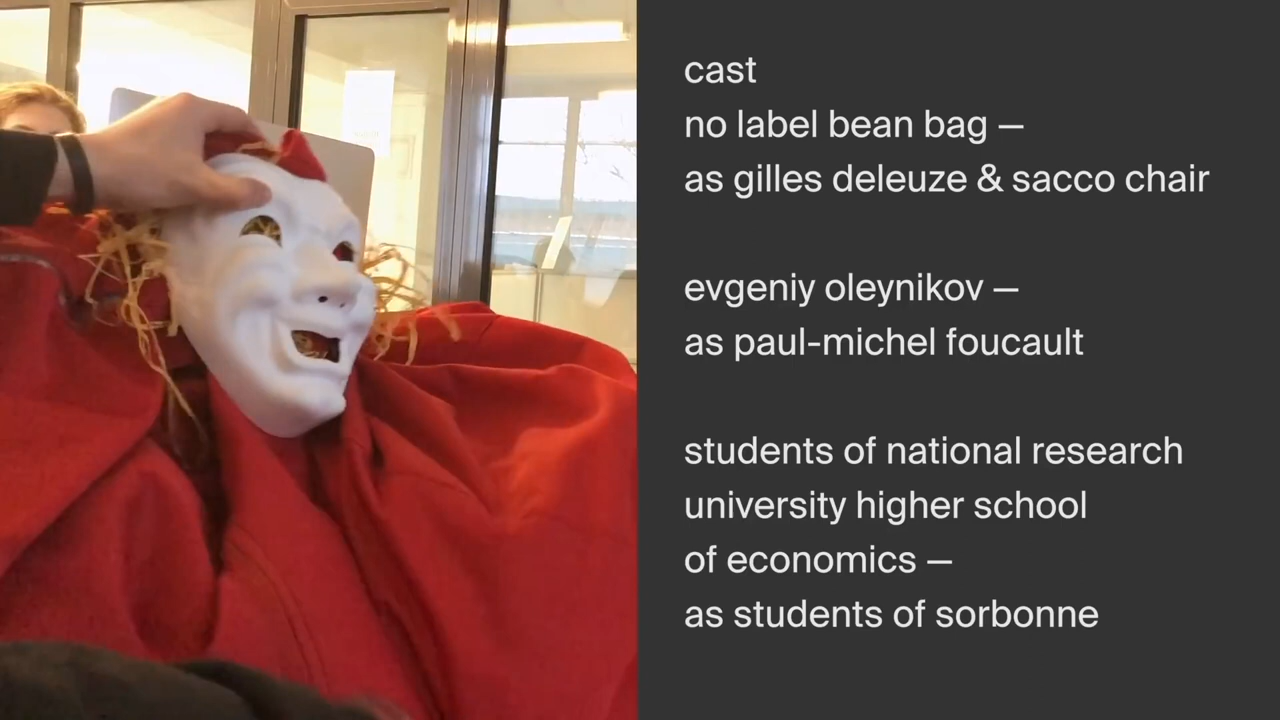 cast
no label bean bag —
as gilles deleuze & sacco chair
evgeniy oleynikov —
as paul-michel foucault
students of national research
university higher school
of economics —
as students of sorbonne